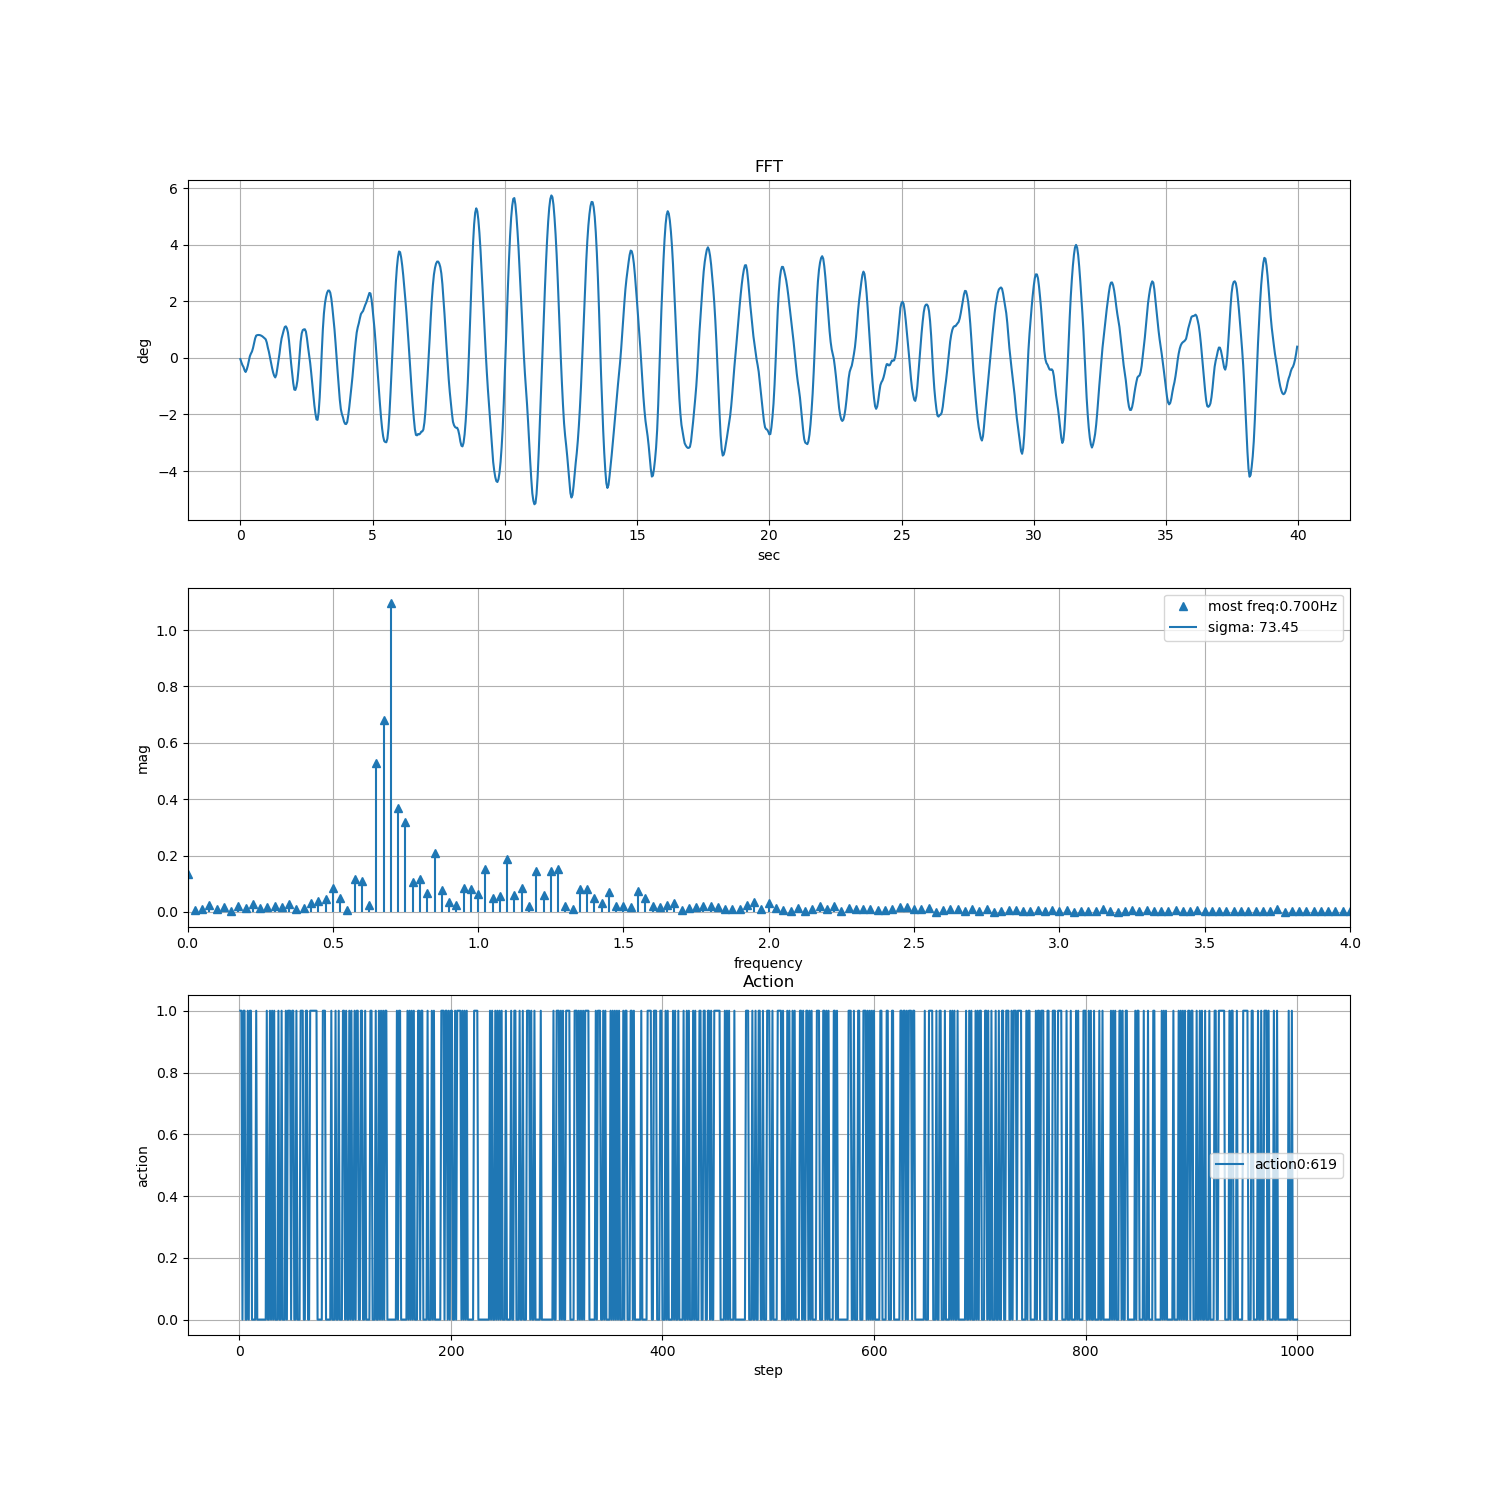 FFT
6
4
2
0
−2
−4
deg
0 5 10 15 20 25 30 35 40
sec
most freq:0.700Hz
sigma: 73.45
1.0
0.8
0.6
0.4
0.2
0.0
mag
0.0 0.5 1.0 1.5 2.0 2.5 3.0 3.5 4.0
frequency
Action
1.0
0.8
0.6
0.4
0.2
0.0
action
action0:619
0 200 400 600 800 1000
step